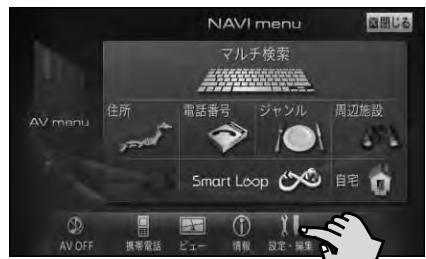 NAVI menu
閉じる
マルチ検索
AV menu
住所
電話番号
ジャンル
周辺施設
Smart Loop
自宅
AV OFF
携帯電話
ビュー
情報
設定・編集